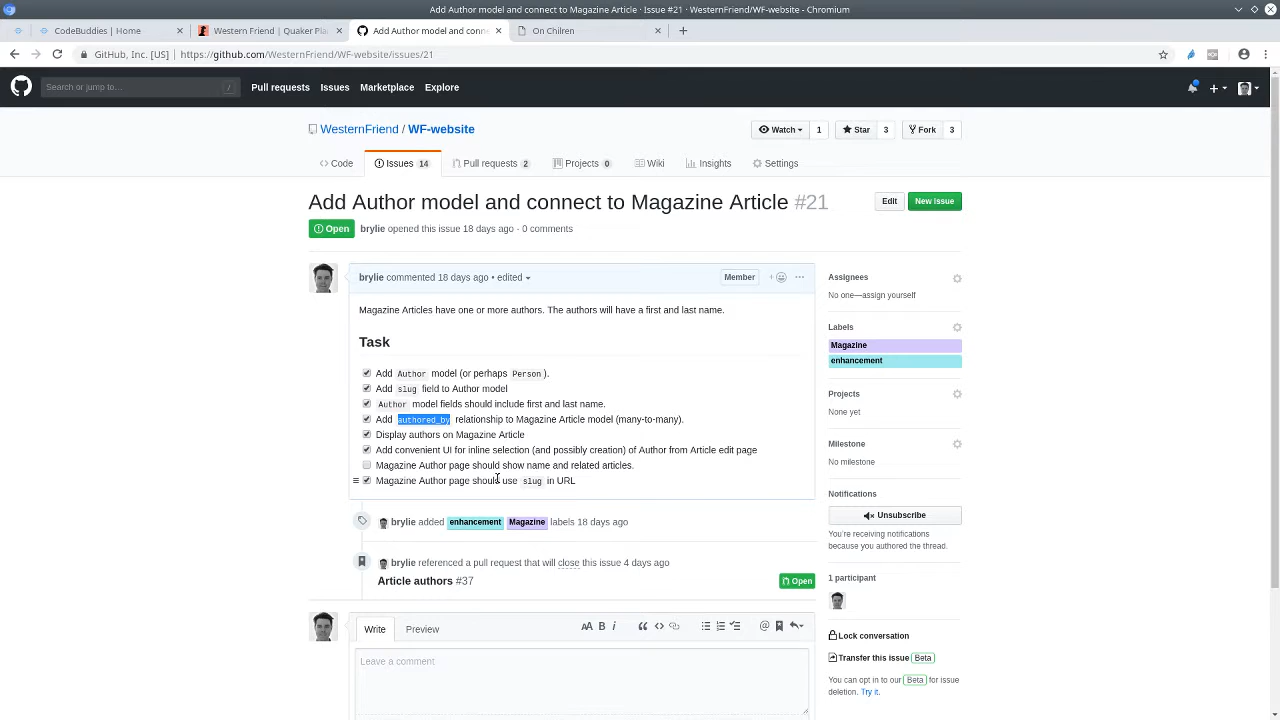 Add Author model and connect to Magazine Article · Issue #21 · WesternFriend/WF-website - Chromium
CodeBuddies | Home
Western Friend | Quaker Pla
Add Author model and conne
On Chilren
GitHub, Inc. [US] | https://github.com/WesternFriend/WF-website/issues/21
Search or jump to...
/
Pull requests
Issues
Marketplace
Explore
WesternFriend / WF-website
Watch 1
Star 3
Fork 3
Code
Issues 14
Pull requests 2
Projects 0
Wiki
Insights
Settings
Add Author model and connect to Magazine Article #21
Edit
New issue
Open
brylie opened this issue 18 days ago · 0 comments
brylie commented 18 days ago • edited
Member
Magazine Articles have one or more authors. The authors will have a first and last name.
Task
Add Author model (or perhaps Person).
Add slug field to Author model
Author model fields should include first and last name.
Add authored_by relationship to Magazine Article model (many-to-many).
Display authors on Magazine Article
Add convenient UI for inline selection (and possibly creation) of Author from Article edit page
Magazine Author page should show name and related articles.
Magazine Author page should use slug in URL
brylie added enhancement Magazine labels 18 days ago
brylie referenced a pull request that will close this issue 4 days ago
Article authors #37
Open
Write
Preview
AA B i
Leave a comment
Assignees
No one—assign yourself
Labels
Magazine
enhancement
Projects
None yet
Milestone
No milestone
Notifications
Unsubscribe
You're receiving notifications
because you authored the thread.
1 participant
Lock conversation
Transfer this issue Beta
You can opt in to our Beta for issue
deletion. Try it.